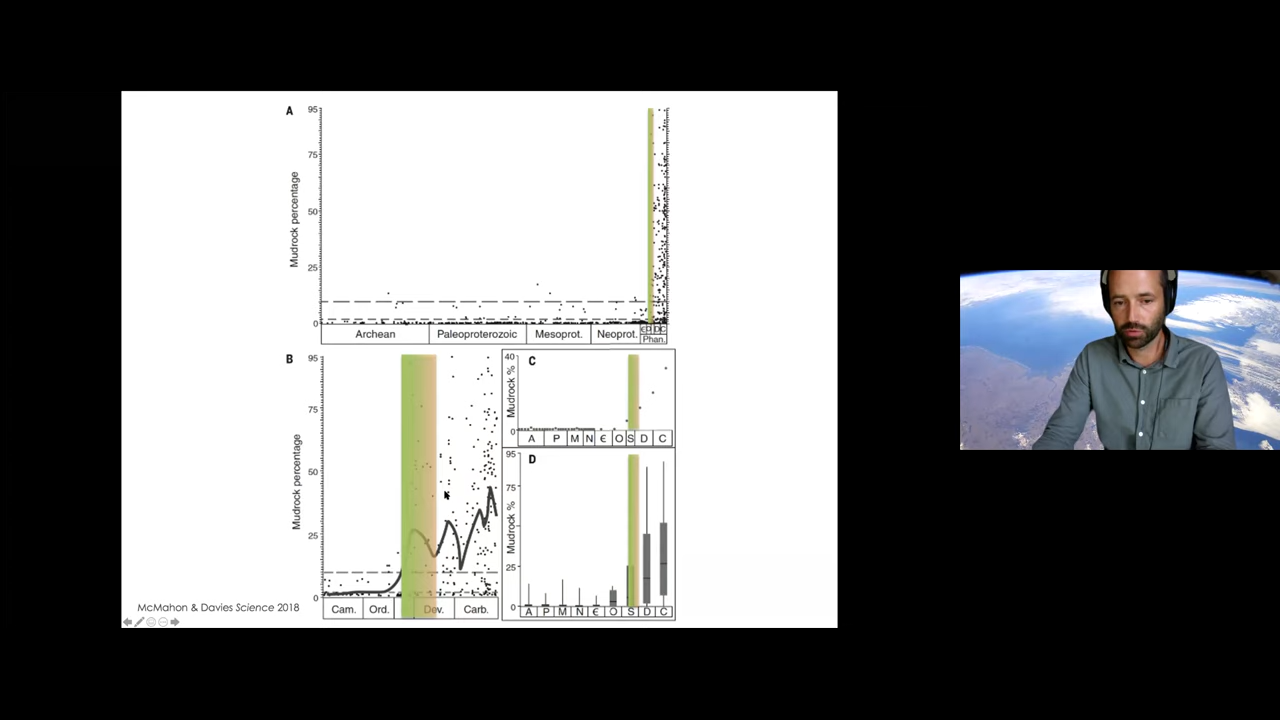 A
95
75
50
25
0
Mudrock percentage
Archean
Paleoproterozoic
Mesoprot.
Neoprot.
Phan.
B
95
75
50
25
0
Mudrock percentage
Cam.
Ord.
Dev.
Carb.
C
40
0
Mudrock %
A P M N Є O S D C
D
95
75
25
0
Mudrock %
A P M N Є O S D C
McMahon & Davies Science 2018